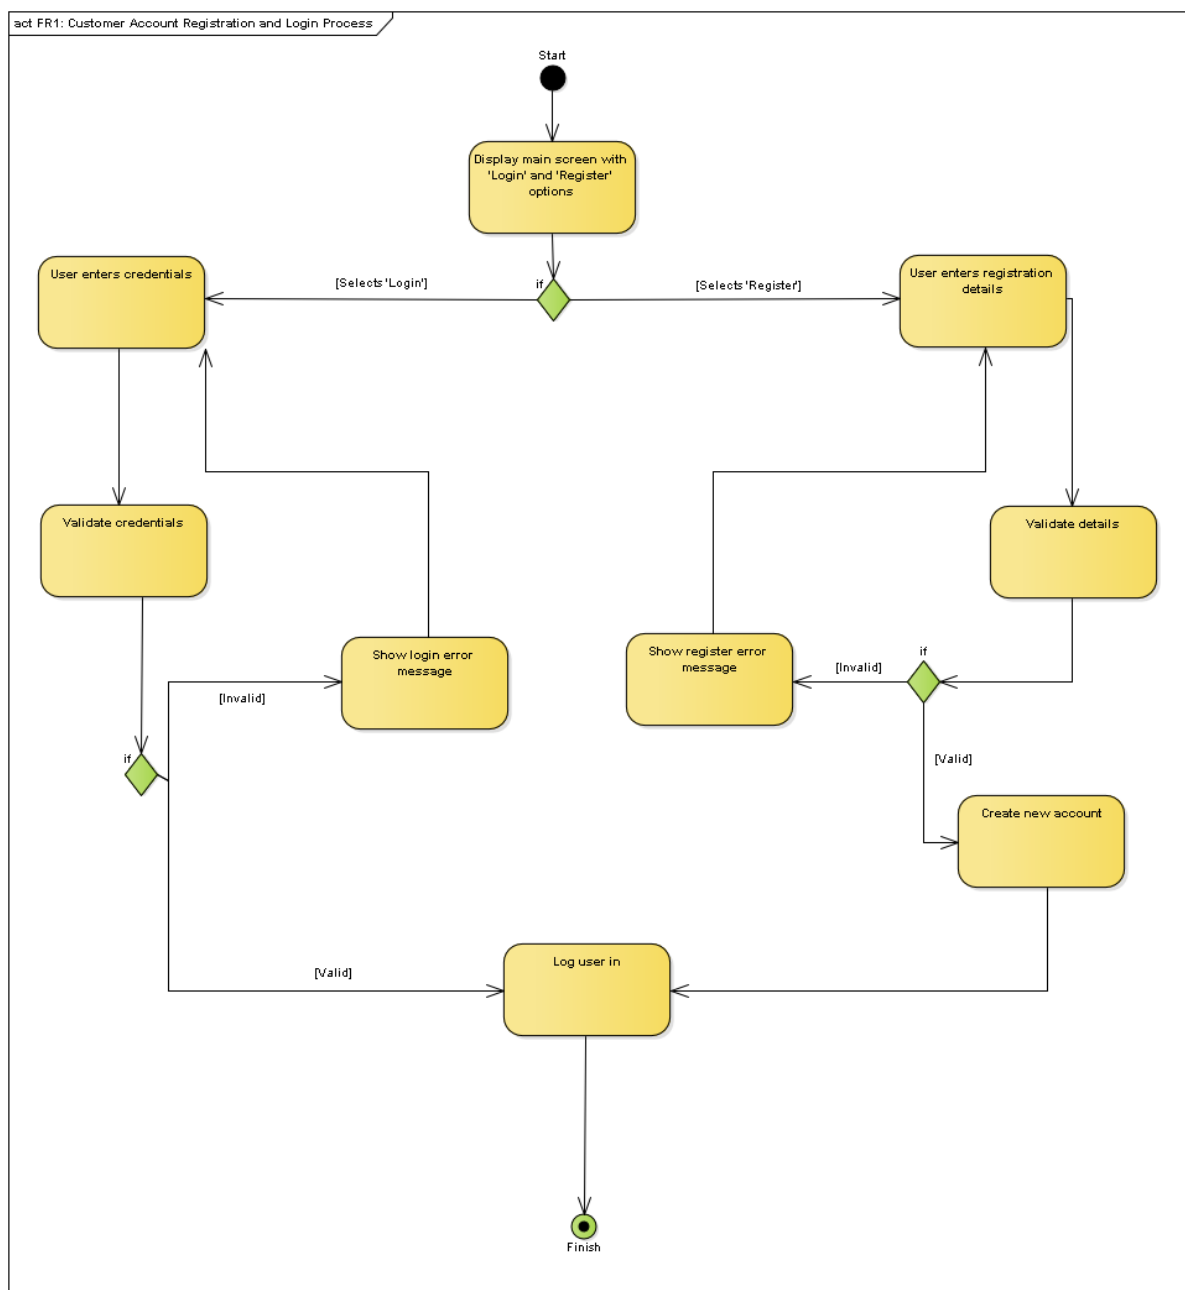 act FR1: Customer Account Registration and Login Process
Start
Display main screen with
'Login' and 'Register'
options
User enters credentials
[Selects 'Login']
if
[Selects 'Register']
User enters registration
details
Validate credentials
Validate details
Show login error
message
Show register error
message
[Invalid]
if
[Invalid]
if
[Valid]
Create new account
Log user in
[Valid]
Finish